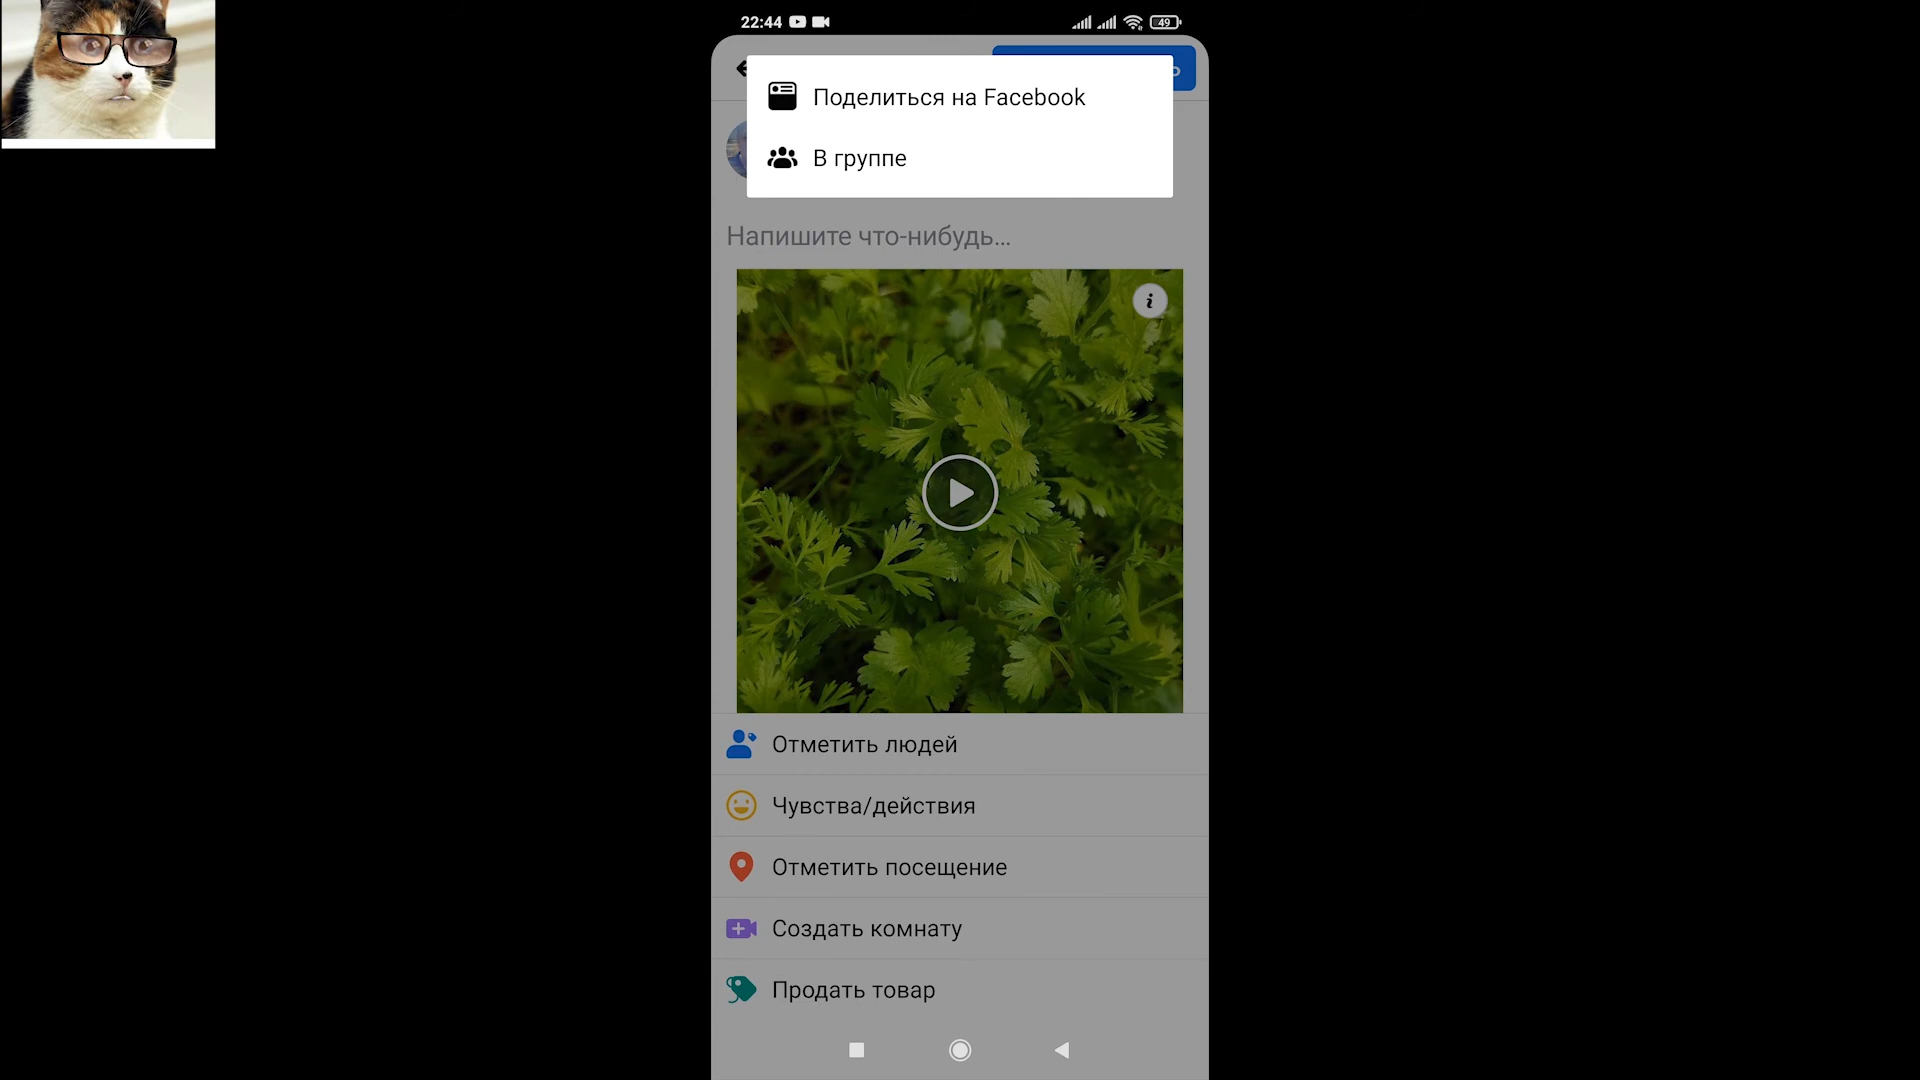 22:44
49
Поделиться на Facebook
В группе
Напишите что-нибудь...
Отметить людей
Чувства/действия
Отметить посещение
Создать комнату
Продать товар